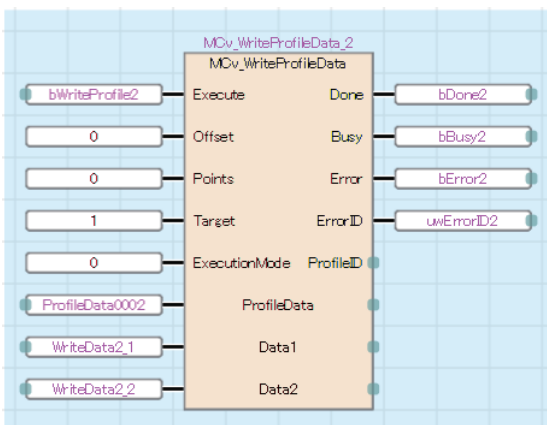 MCv_WriteProfileData_2
MCv_WriteProfileData
bWriteProfile2 Execute Done bDone2
0 Offset Busy bBusy2
0 Points Error bError2
1 Target ErrorID uwErrorID2
0 ExecutionMode ProfileID
ProfileData0002 ProfileData
WriteData2_1 Data1
WriteData2_2 Data2